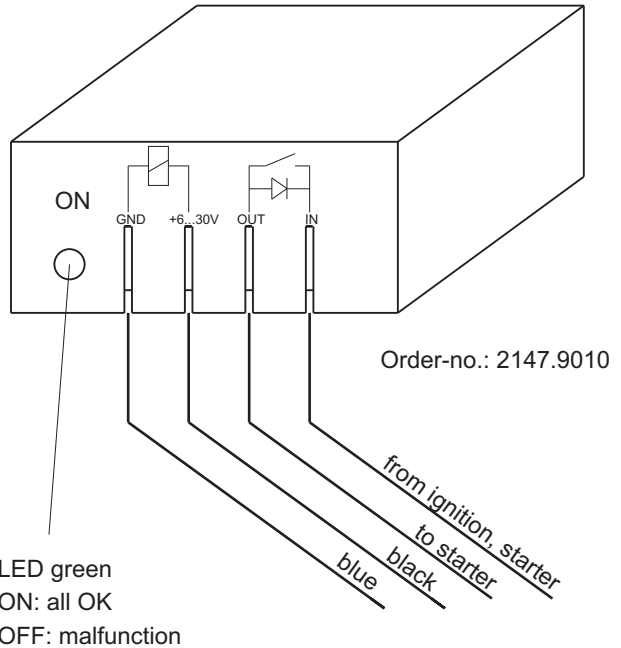 ON
GND +6...30V OUT IN
Order-no.: 2147.9010
from ignition, starter
to starter
black
blue
LED green
ON: all OK
OFF: malfunction